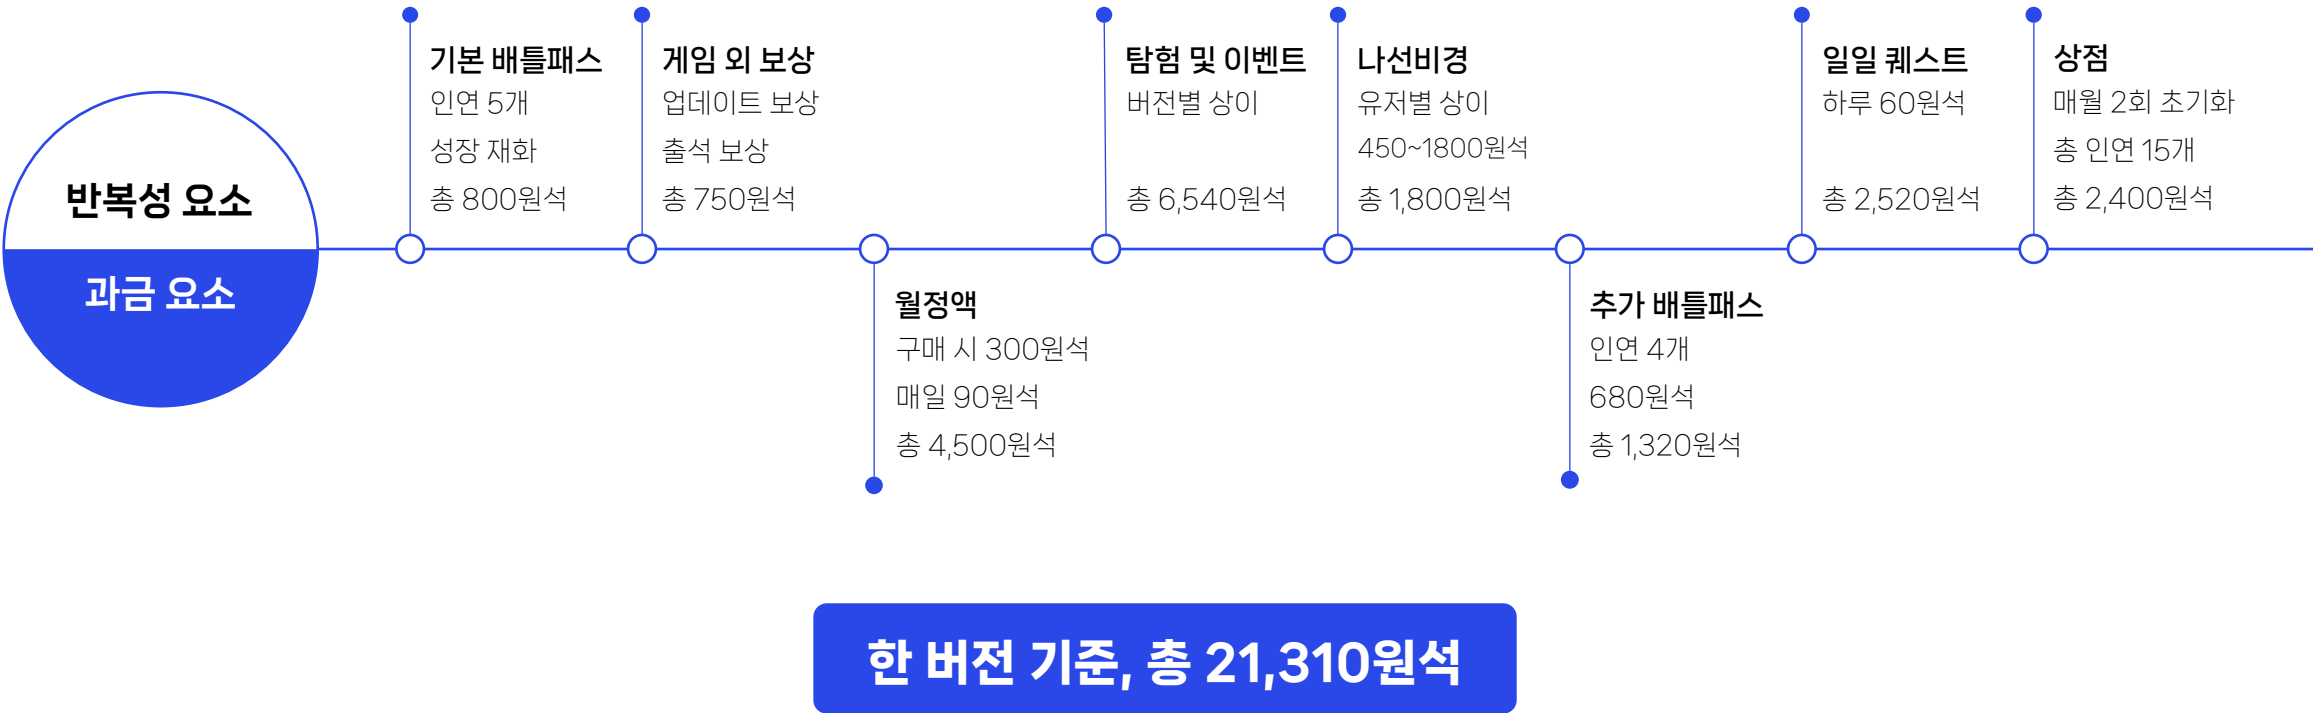 반복성 요소
과금 요소
기본 배틀패스
인연 5개
성장 재화
총 800원석
게임 외 보상
업데이트 보상
출석 보상
총 750원석
월정액
구매 시 300원석
매일 90원석
총 4,500원석
탐험 및 이벤트
버전별 상이
총 6,540원석
나선비경
유저별 상이
450~1800원석
총 1,800원석
추가 배틀패스
인연 4개
680원석
총 1,320원석
일일 퀘스트
하루 60원석
총 2,520원석
상점
매월 2회 초기화
총 인연 15개
총 2,400원석
한 버전 기준, 총 21,310원석